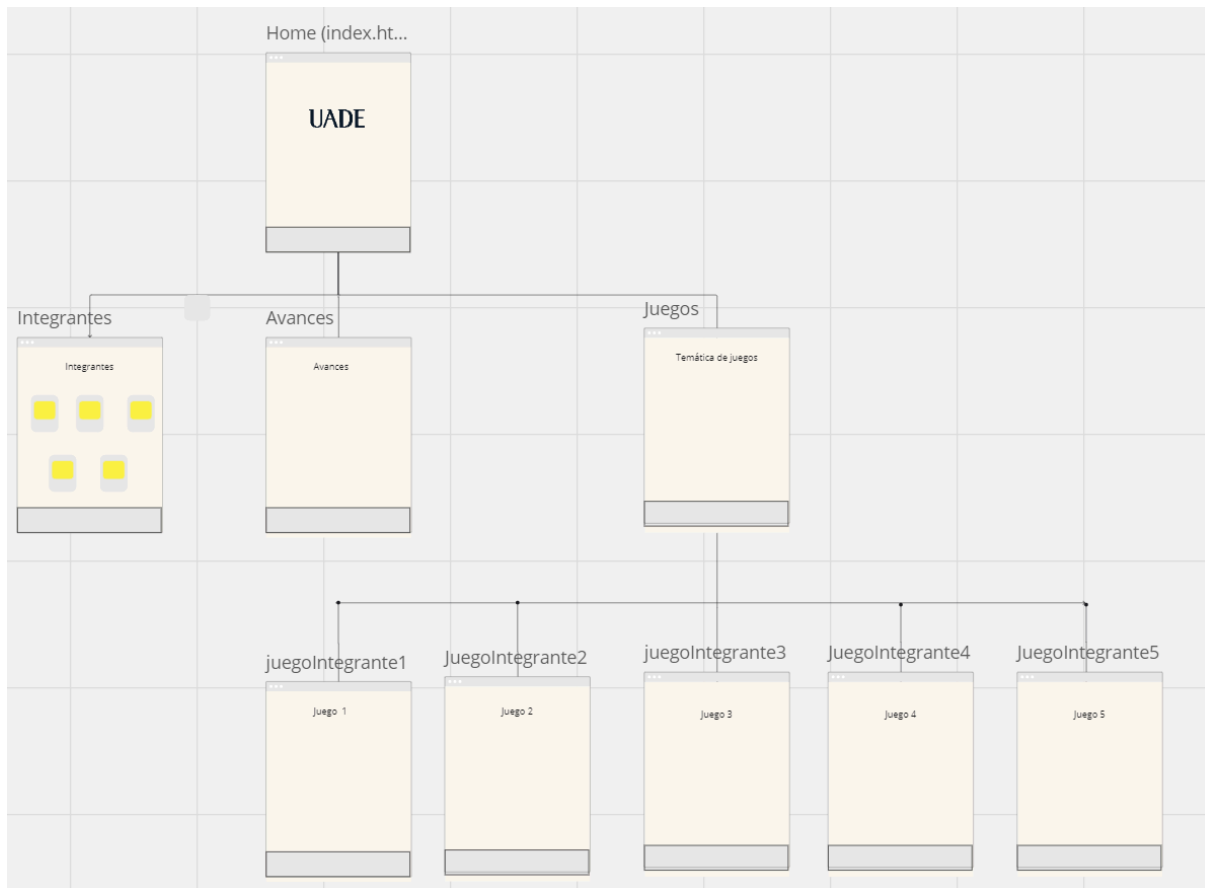 Home (index.ht...
UADE
Integrantes
Integrantes
Avances
Avances
Juegos
Temática de juegos
juegoIntegrante1
Juego 1
JuegoIntegrante2
Juego 2
juegoIntegrante3
Juego 3
JuegoIntegrante4
Juego 4
JuegoIntegrante5
Juego 5